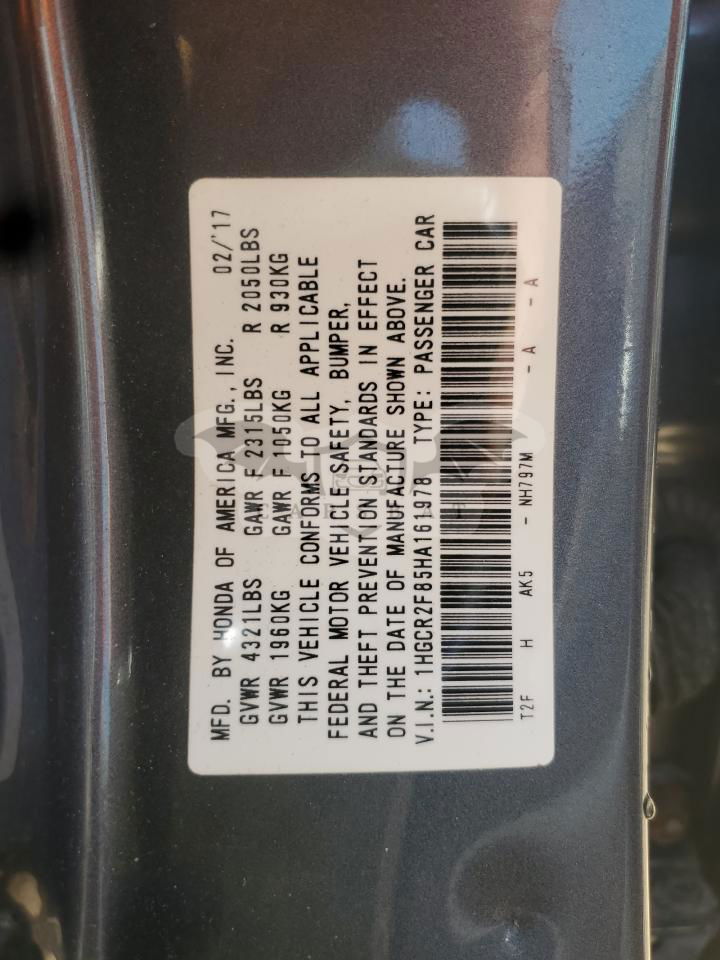 MFD. BY HONDA OF AMERICA MFG., INC. 02/'17
GVWR 4321LBS GAWR F 2315LBS R 2050LBS
GVWR 1960KG GAWR F 1050KG R 930KG
THIS VEHICLE CONFORMS TO ALL APPLICABLE
FEDERAL MOTOR VEHICLE SAFETY, BUMPER,
AND THEFT PREVENTION STANDARDS IN EFFECT
ON THE DATE OF MANUFACTURE SHOWN ABOVE.
V.I.N.: 1HGCR2F85HA161978 TYPE: PASSENGER CAR
T2F H AK5 - NH797M - A - A